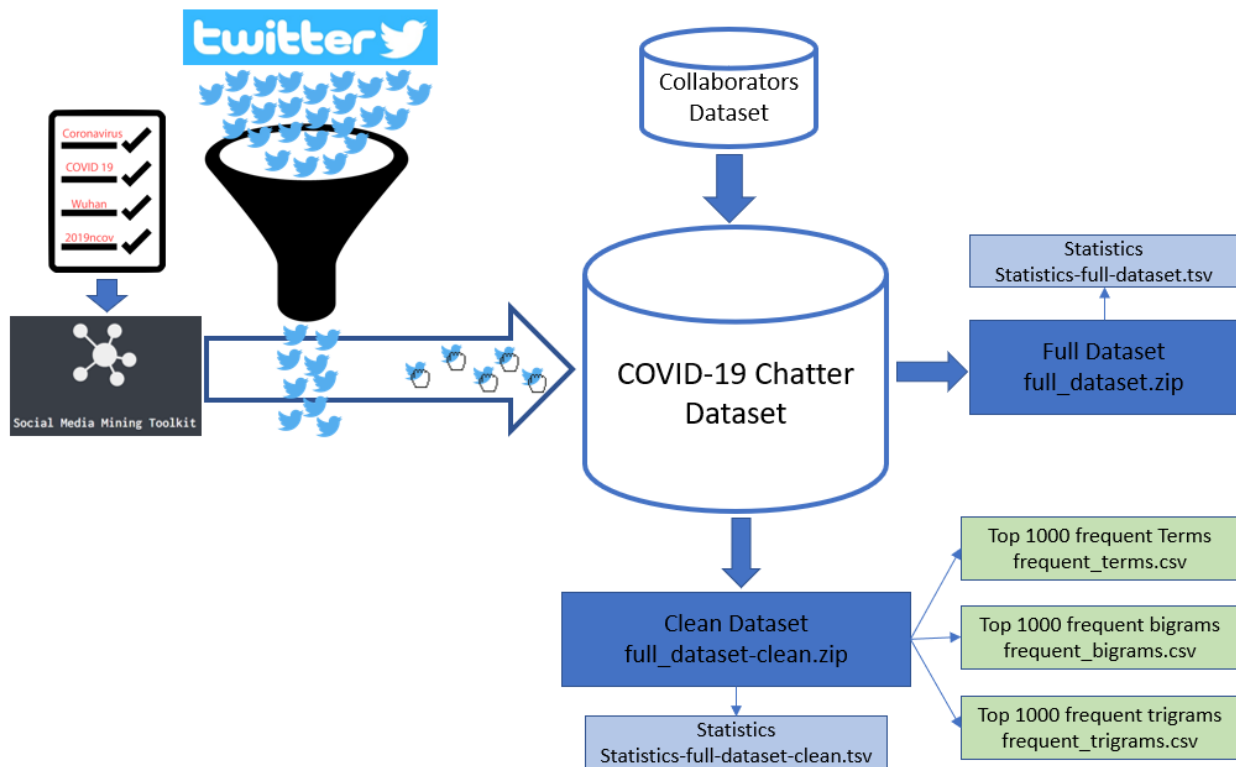 twitter
Coronavirus
COVID 19
Wuhan
2019ncov
Social Media Mining Toolkit
Collaborators
Dataset
COVID-19 Chatter
Dataset
Statistics
Statistics-full-dataset.tsv
Full Dataset
full_dataset.zip
Clean Dataset
full_dataset-clean.zip
Statistics
Statistics-full-dataset-clean.tsv
Top 1000 frequent Terms
frequent_terms.csv
Top 1000 frequent bigrams
frequent_bigrams.csv
Top 1000 frequent trigrams
frequent_trigrams.csv